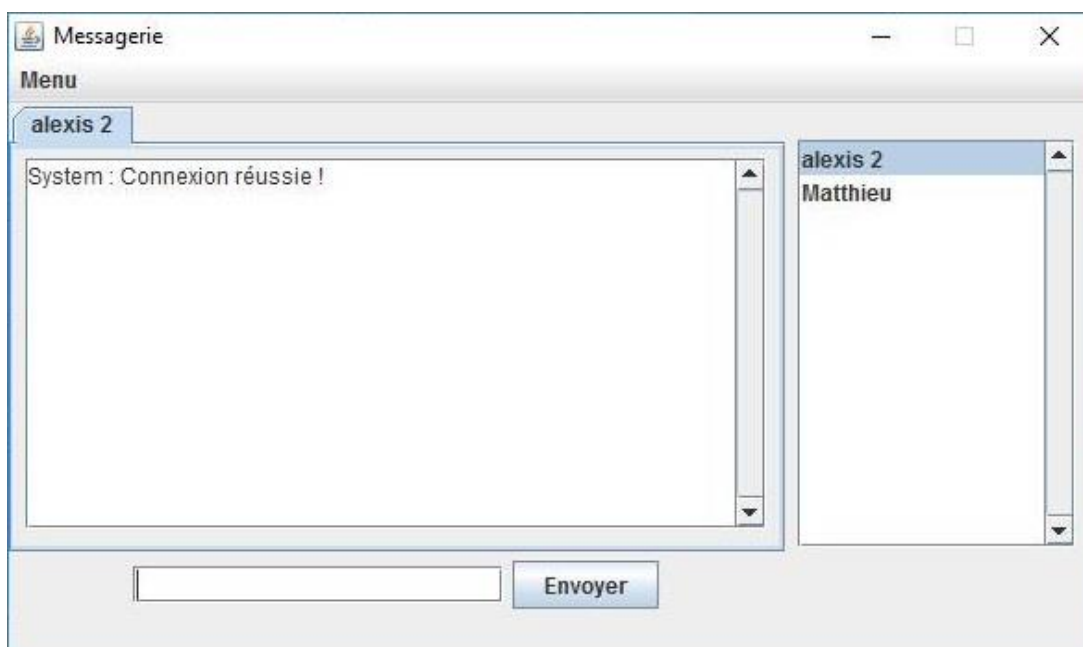 Messagerie
Menu
alexis 2
System : Connexion réussie !
alexis 2
Matthieu
Envoyer